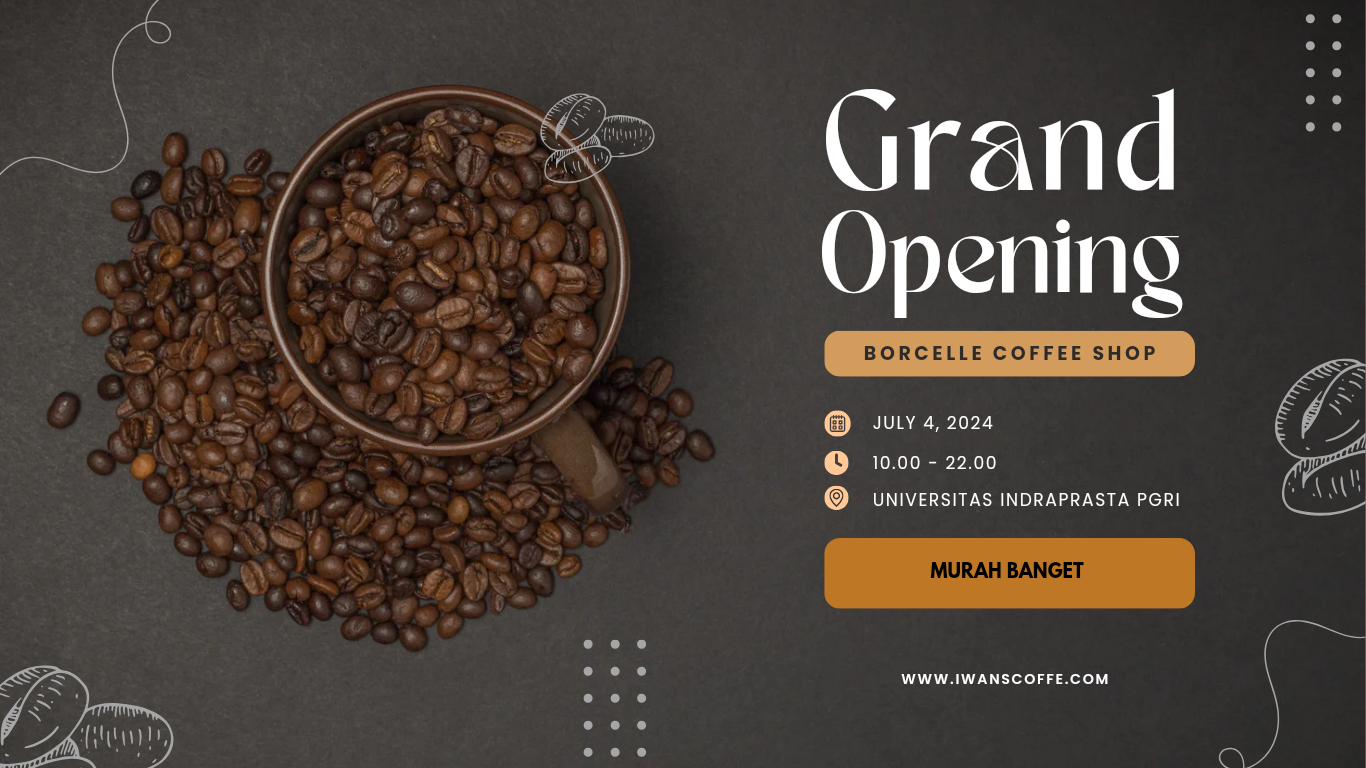 Grand
Opening
BORCELLE COFFEE SHOP
JULY 4, 2024
10.00 - 22.00
UNIVERSITAS INDRAPRASTA PGRI
MURAH BANGET
WWW.IWANSCOFFE.COM